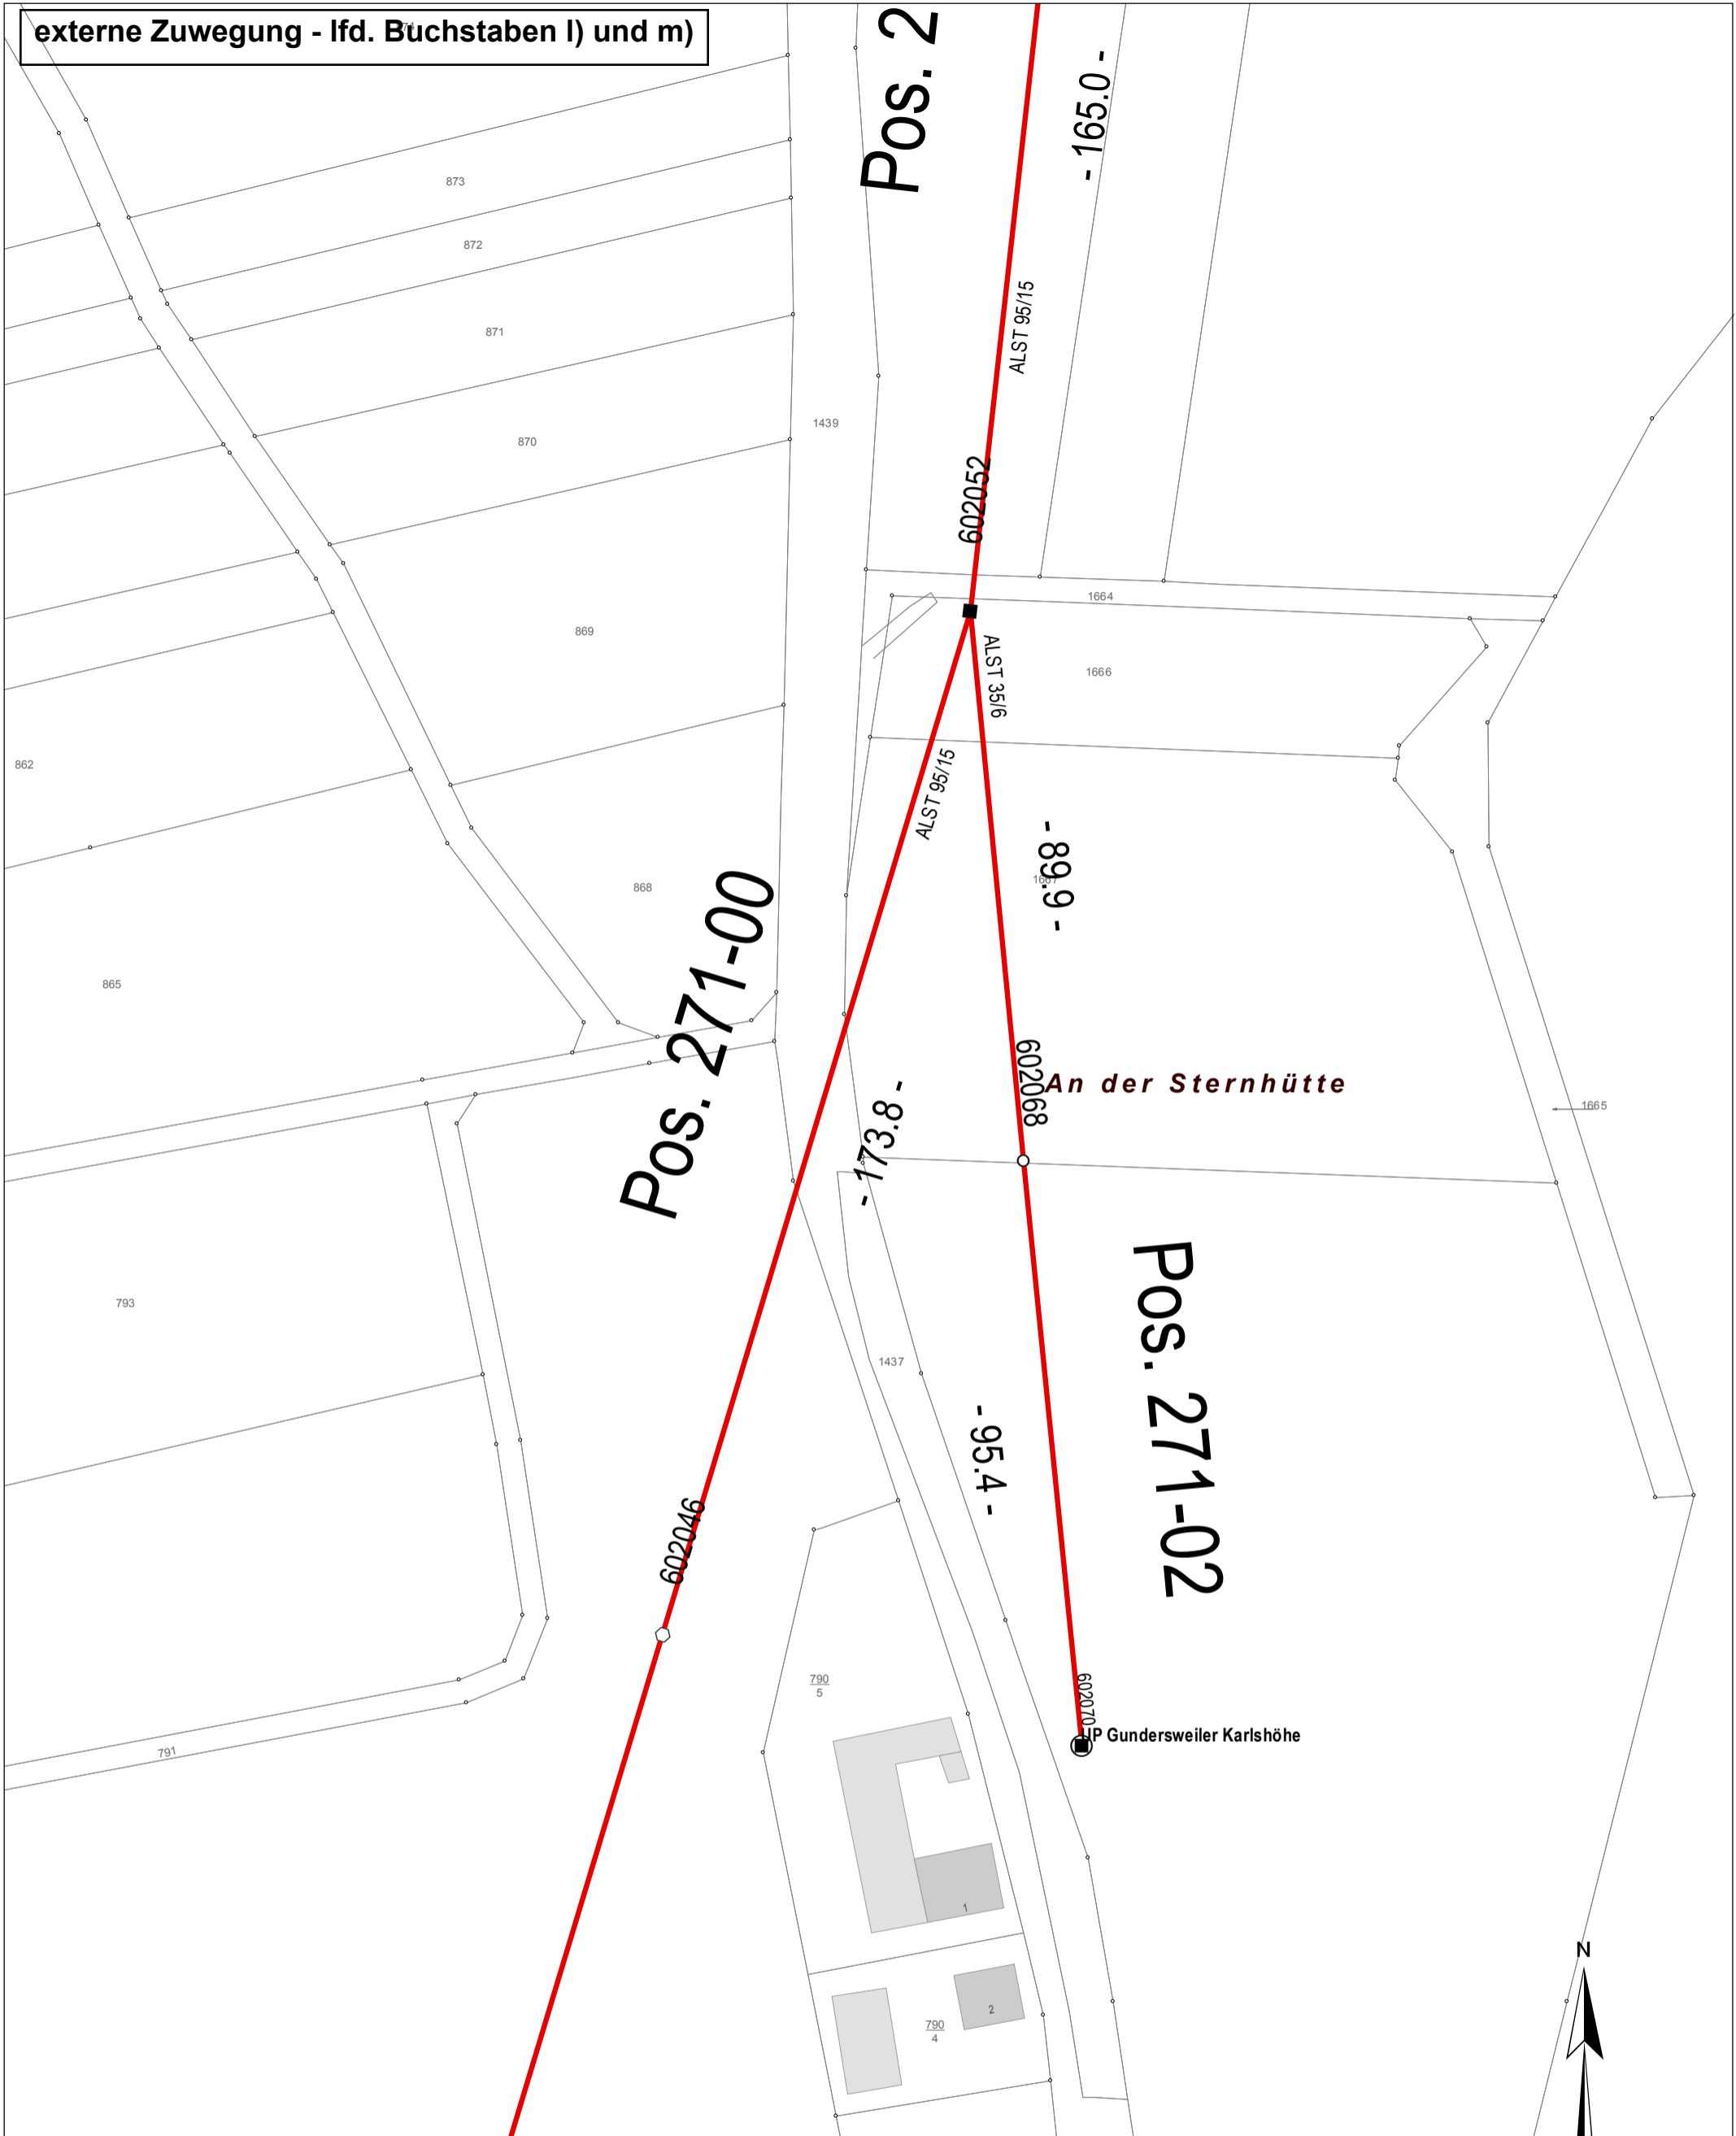 externe Zuwegung - lfd. Buchstaben l) und m)
Pos. 2
- 165.0 -
873
872
ALST 95/15
871
1439
870
602052
1664
869
ALST 35/6
1666
862
ALST 95/15
- 89.9 -
868
Pos. 271-00
865
602068
An der Sternhütte
1665
- 173.8 -
793
Pos. 271-02
1437
- 95.4 -
602046
790
5
602070
UP Gundersweiler Karlshöhe
791
1
N
2
790
4